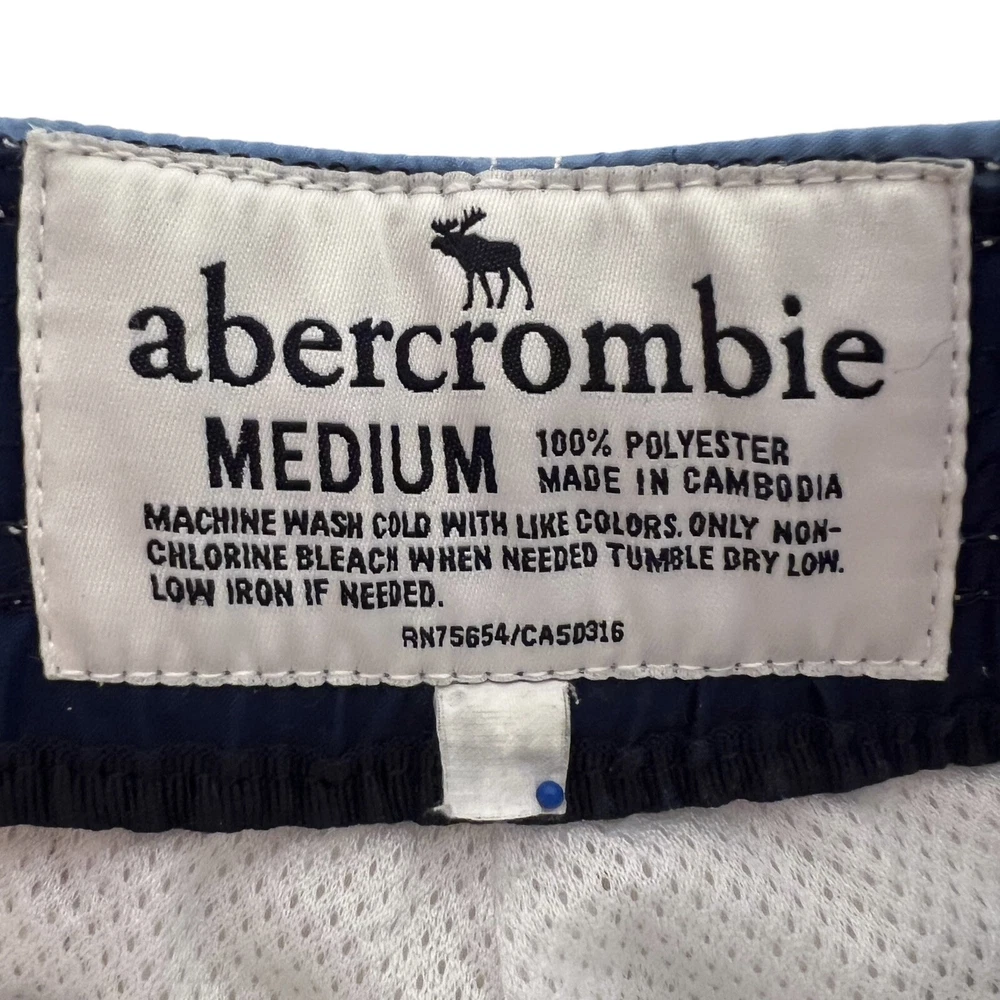 abercrombie
MEDIUM
100% POLYESTER
MADE IN CAMBODIA
MACHINE WASH COLD WITH LIKE COLORS. ONLY NON-
CHLORINE BLEACH WHEN NEEDED TUMBLE DRY LOW.
LOW IRON IF NEEDED.
RN75654/CA50316